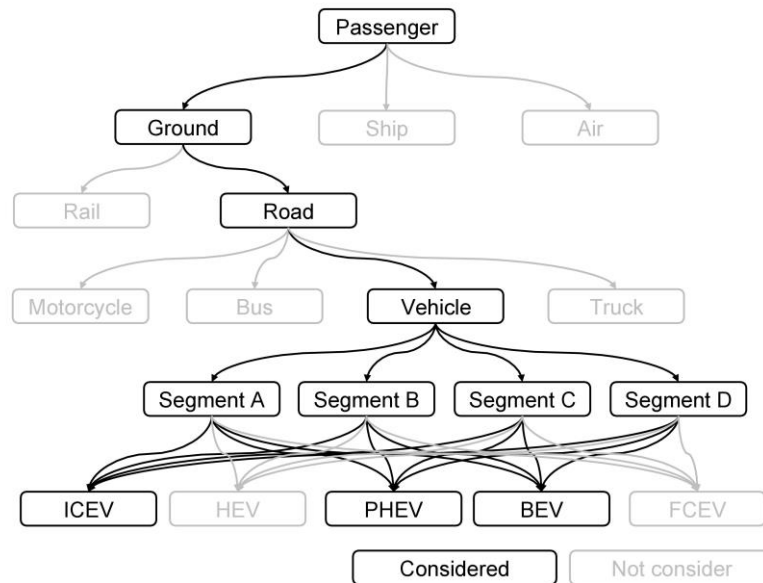 Passenger
Ground Ship Air
Rail Road
Motorcycle Bus Vehicle Truck
Segment A Segment B Segment C Segment D
ICEV HEV PHEV BEV FCEV
Considered Not consider